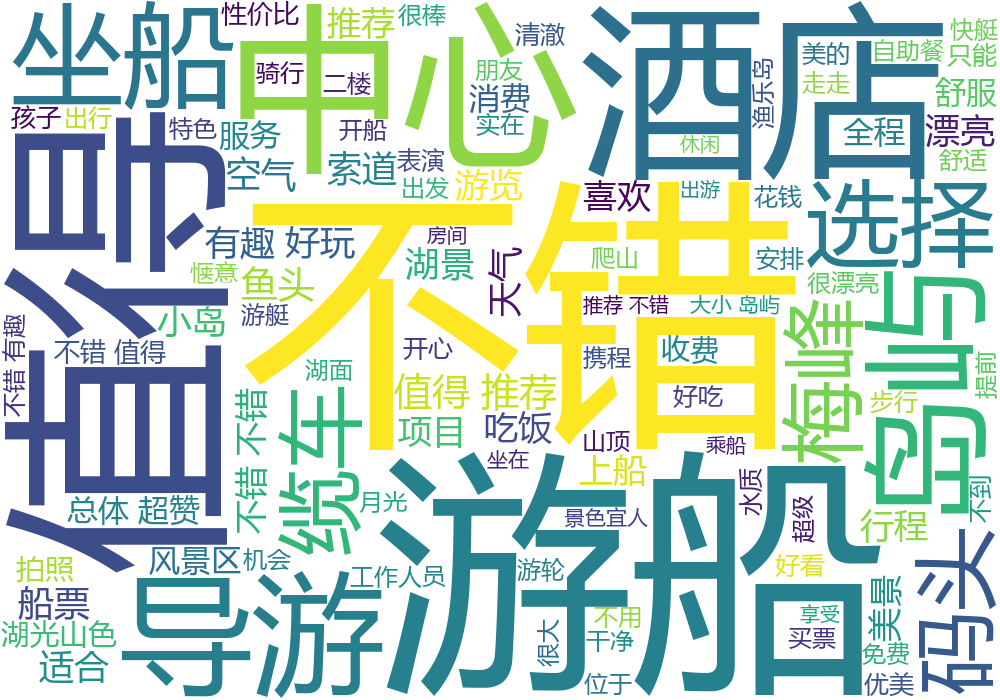 坐船
性价比
中心
推荐
很棒
清澈
酒店
快艇
只能
骑行
二楼
朋友
消费
实在
渔乐岛
美的
自助餐
走走
舒服
孩子
出行
特色
服务
开船
表演
休闲
全程
漂亮
舒适
值得
空气
索道
出发
游览
喜欢
出游
花钱
选择
不错
有趣 好玩
房间
湖景
天气
爬山
安排
惬意
鱼头
游艇
小岛
推荐 不错
大小 岛屿
很漂亮
岛屿
不错 有趣
不错 值得
开心
携程
收费
梅峰
提前
湖面
值得 推荐
好吃
步行
不错 不错
缆车
项目
吃饭
山顶
乘船
坐在
上船
水质
不到
总体 超赞
月光
景色宜人
超级
行程
风景区
机会
游船
码头
拍照
导游
工作人员
游轮
好看
船票
不用
享受
美景
湖光山色
很大
干净
买票
免费
适合
位于
优美